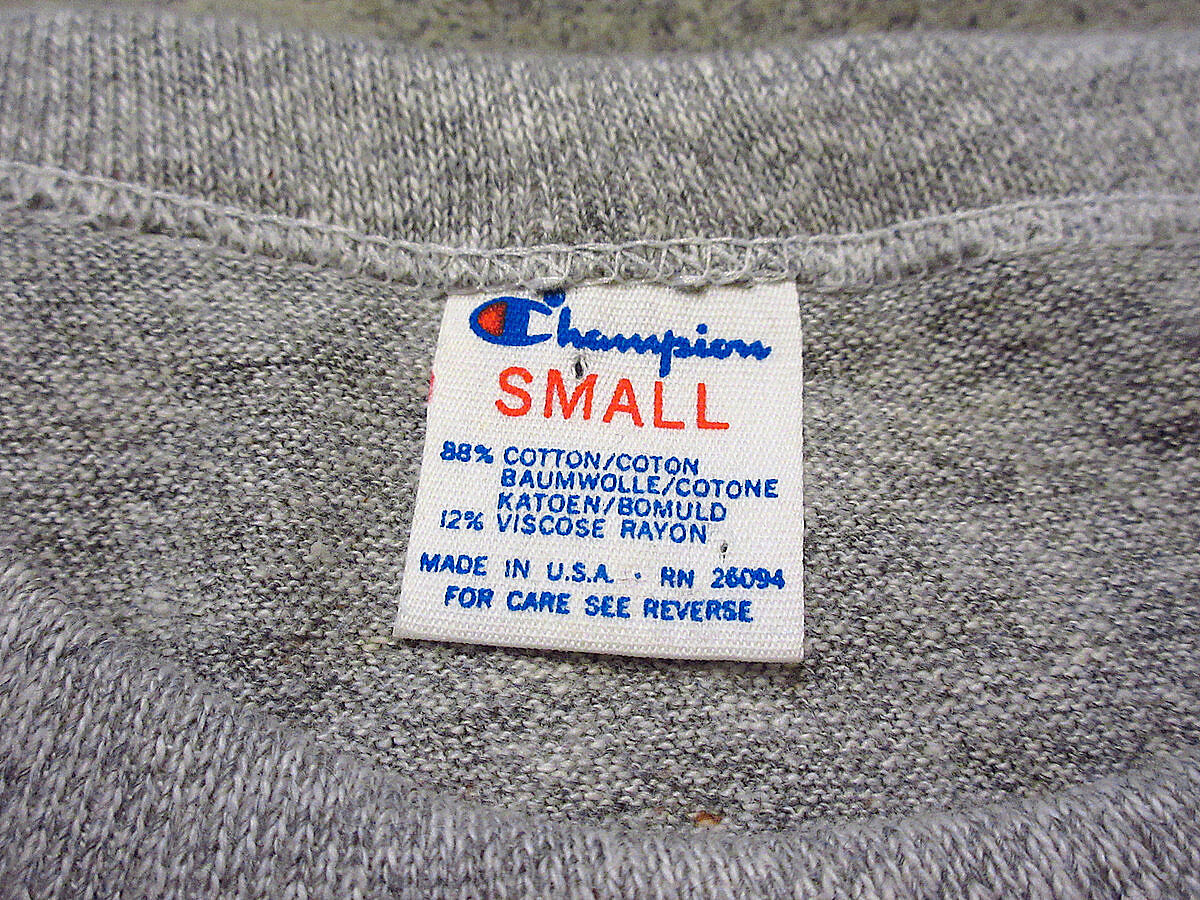 Champion
SMALL
88% COTTON/COTON
BAUMWOLLE/COTONE
KATOEN/BOMULD
12% VISCOSE RAYON
MADE IN U.S.A. · RN 26094
FOR CARE SEE REVERSE